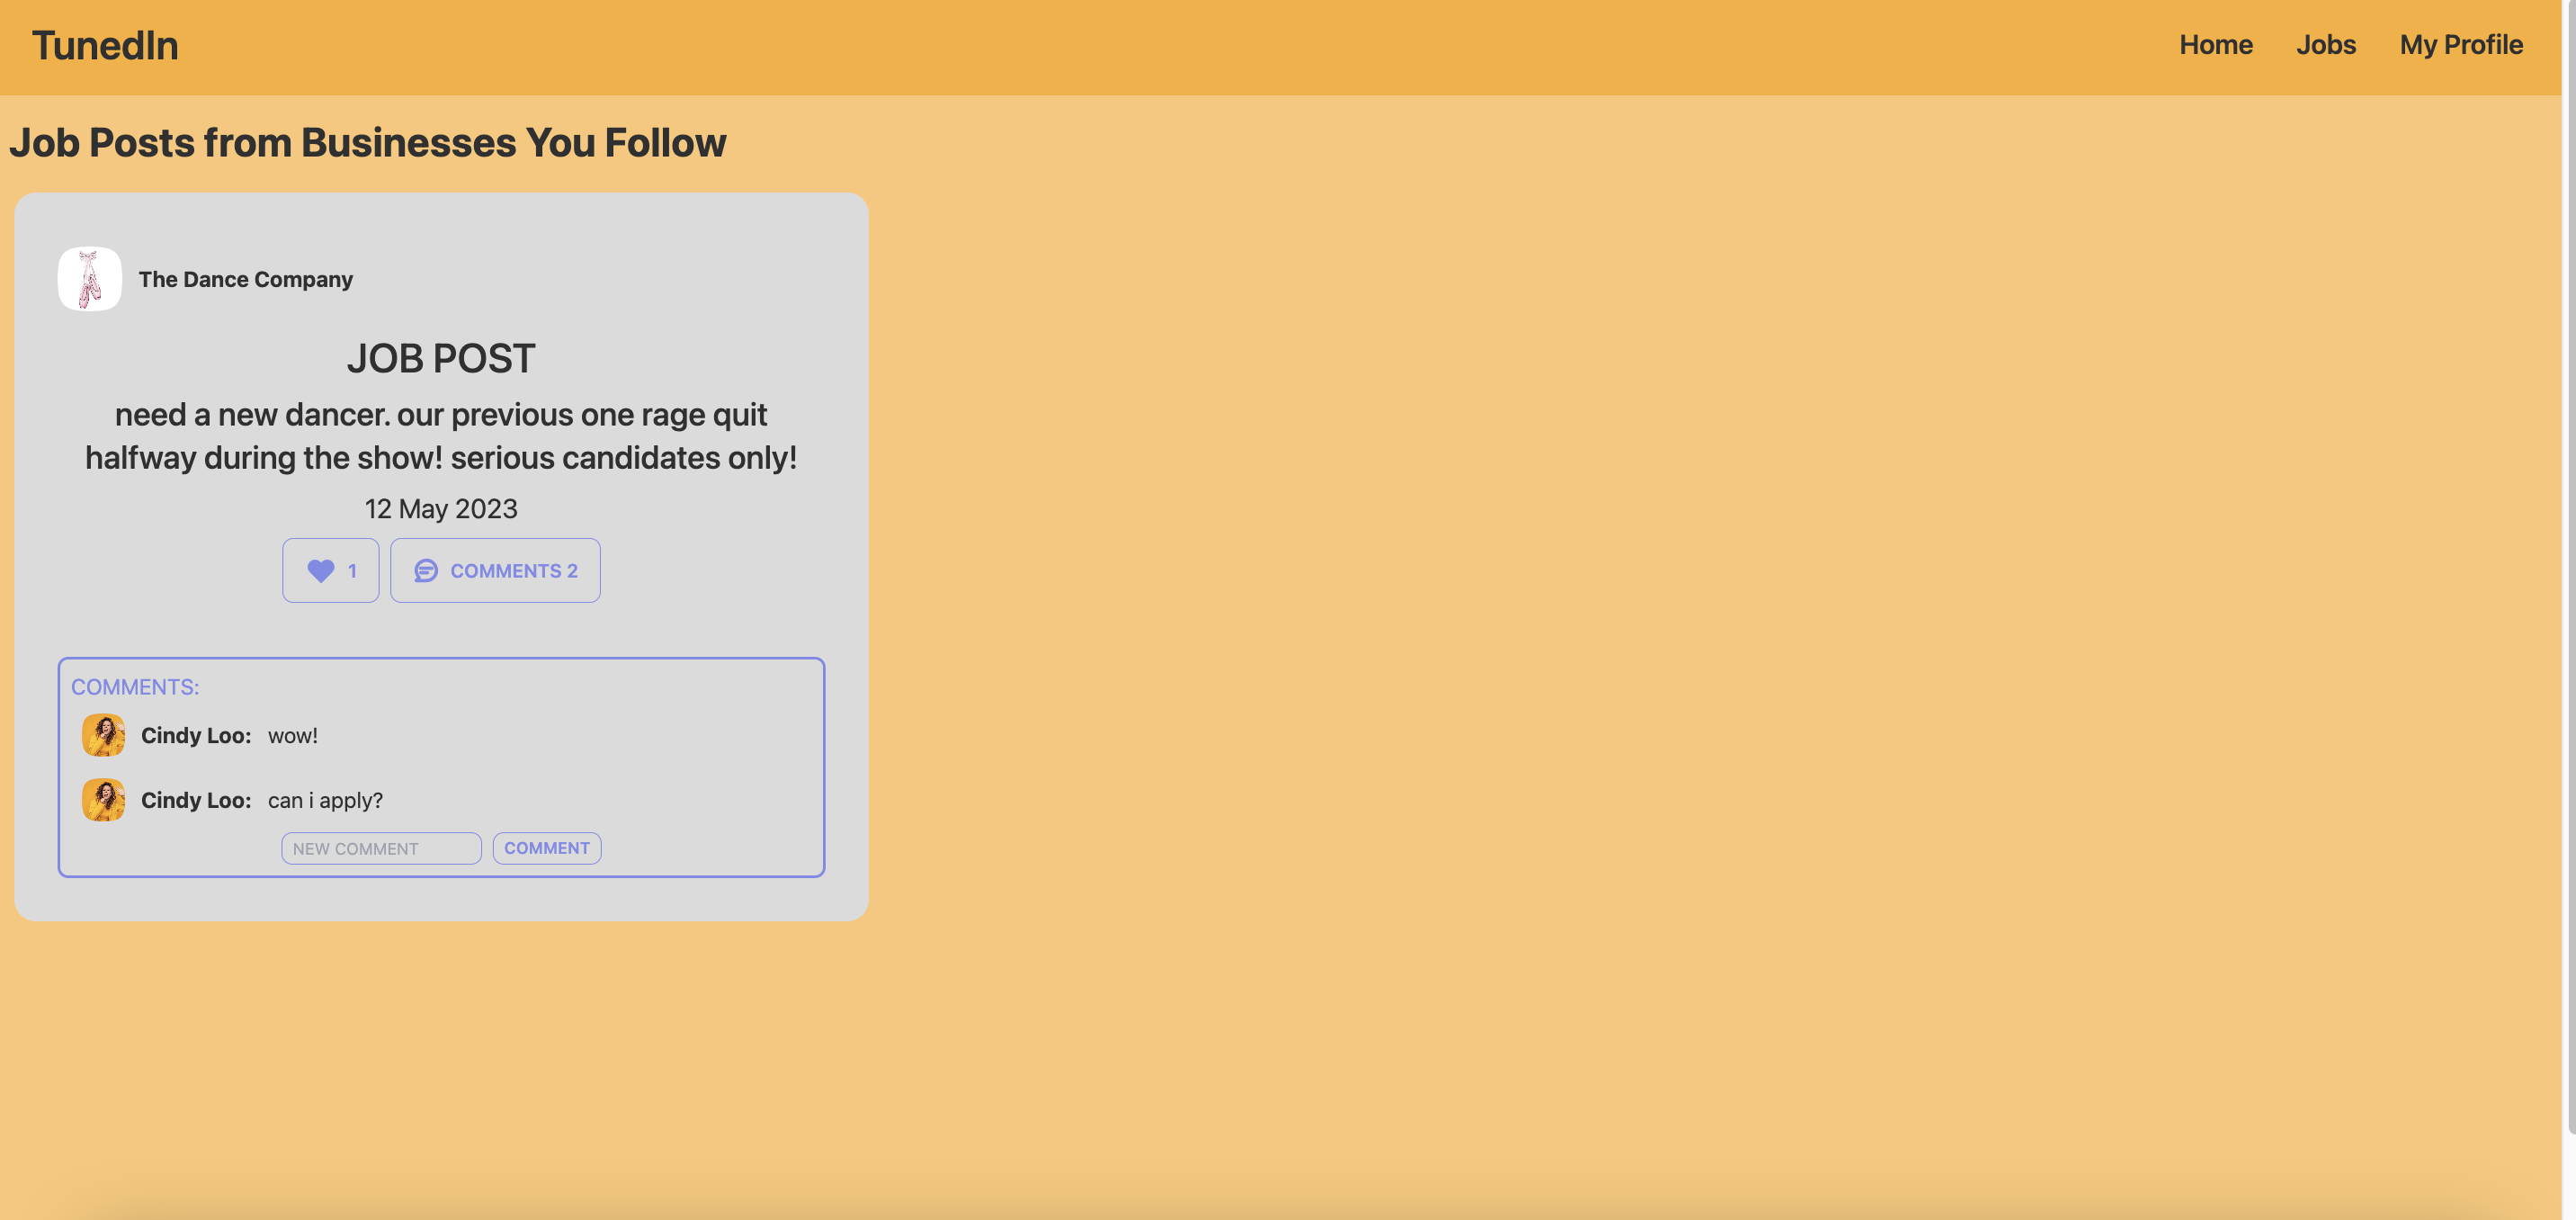 TunedIn
Home
Jobs
My Profile
Job Posts from Businesses You Follow
The Dance Company
JOB POST
need a new dancer. our previous one rage quit
halfway during the show! serious candidates only!
12 May 2023
1
COMMENTS 2
COMMENTS:
Cindy Loo: wow!
Cindy Loo: can i apply?
NEW COMMENT
COMMENT